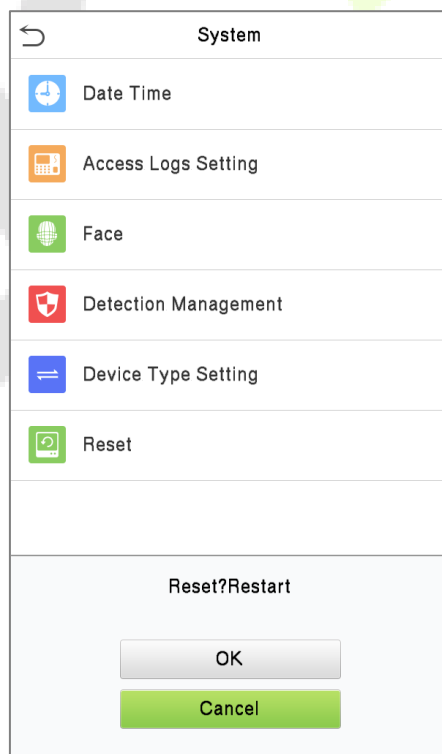 System
Date Time
Access Logs Setting
Face
Detection Management
Device Type Setting
Reset
Reset?Restart
OK
Cancel